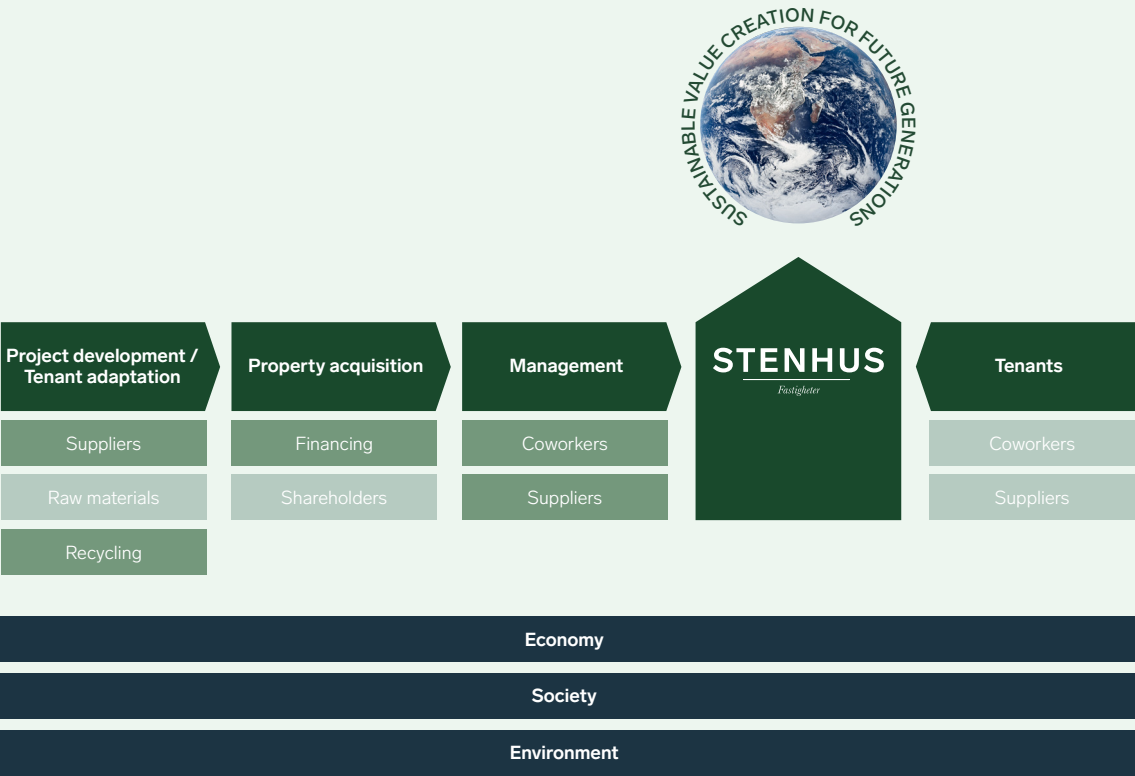 SUSTAINABLE VALUE CREATION FOR FUTURE GENERATIONS
Project development /
Tenant adaptation
Property acquisition
Management
STENHUS
Fastigheter
Tenants
Suppliers
Financing
Coworkers
Coworkers
Raw materials
Shareholders
Suppliers
Suppliers
Recycling
Economy
Society
Environment